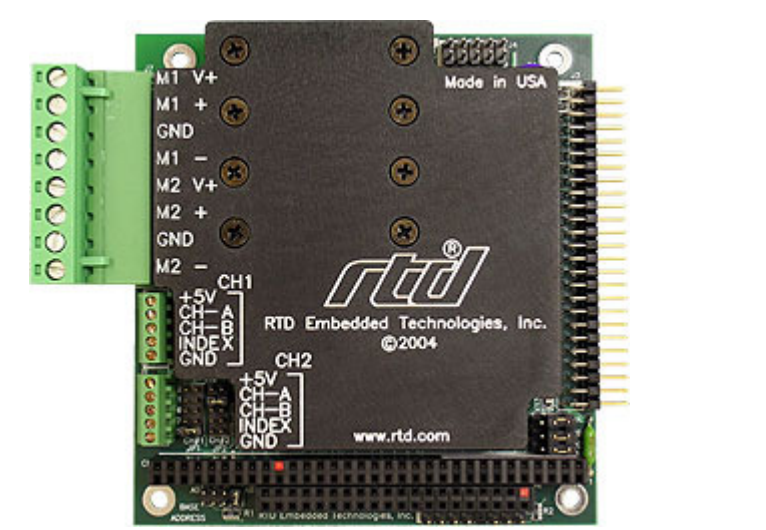 M1 V+
Made in USA
M1 +
GND
M1 -
M2 V+
M2 +
GND
M2 -
rtd®
CH1
+5V
CH-A
CH-B
INDEX
GND
RTD Embedded Technologies, Inc.
©2004
CH2
+5V
CH-A
CH-B
INDEX
GND
www.rtd.com
BASE
ADDRESS
R1
RTD Embedded Technologies, Inc.
R2